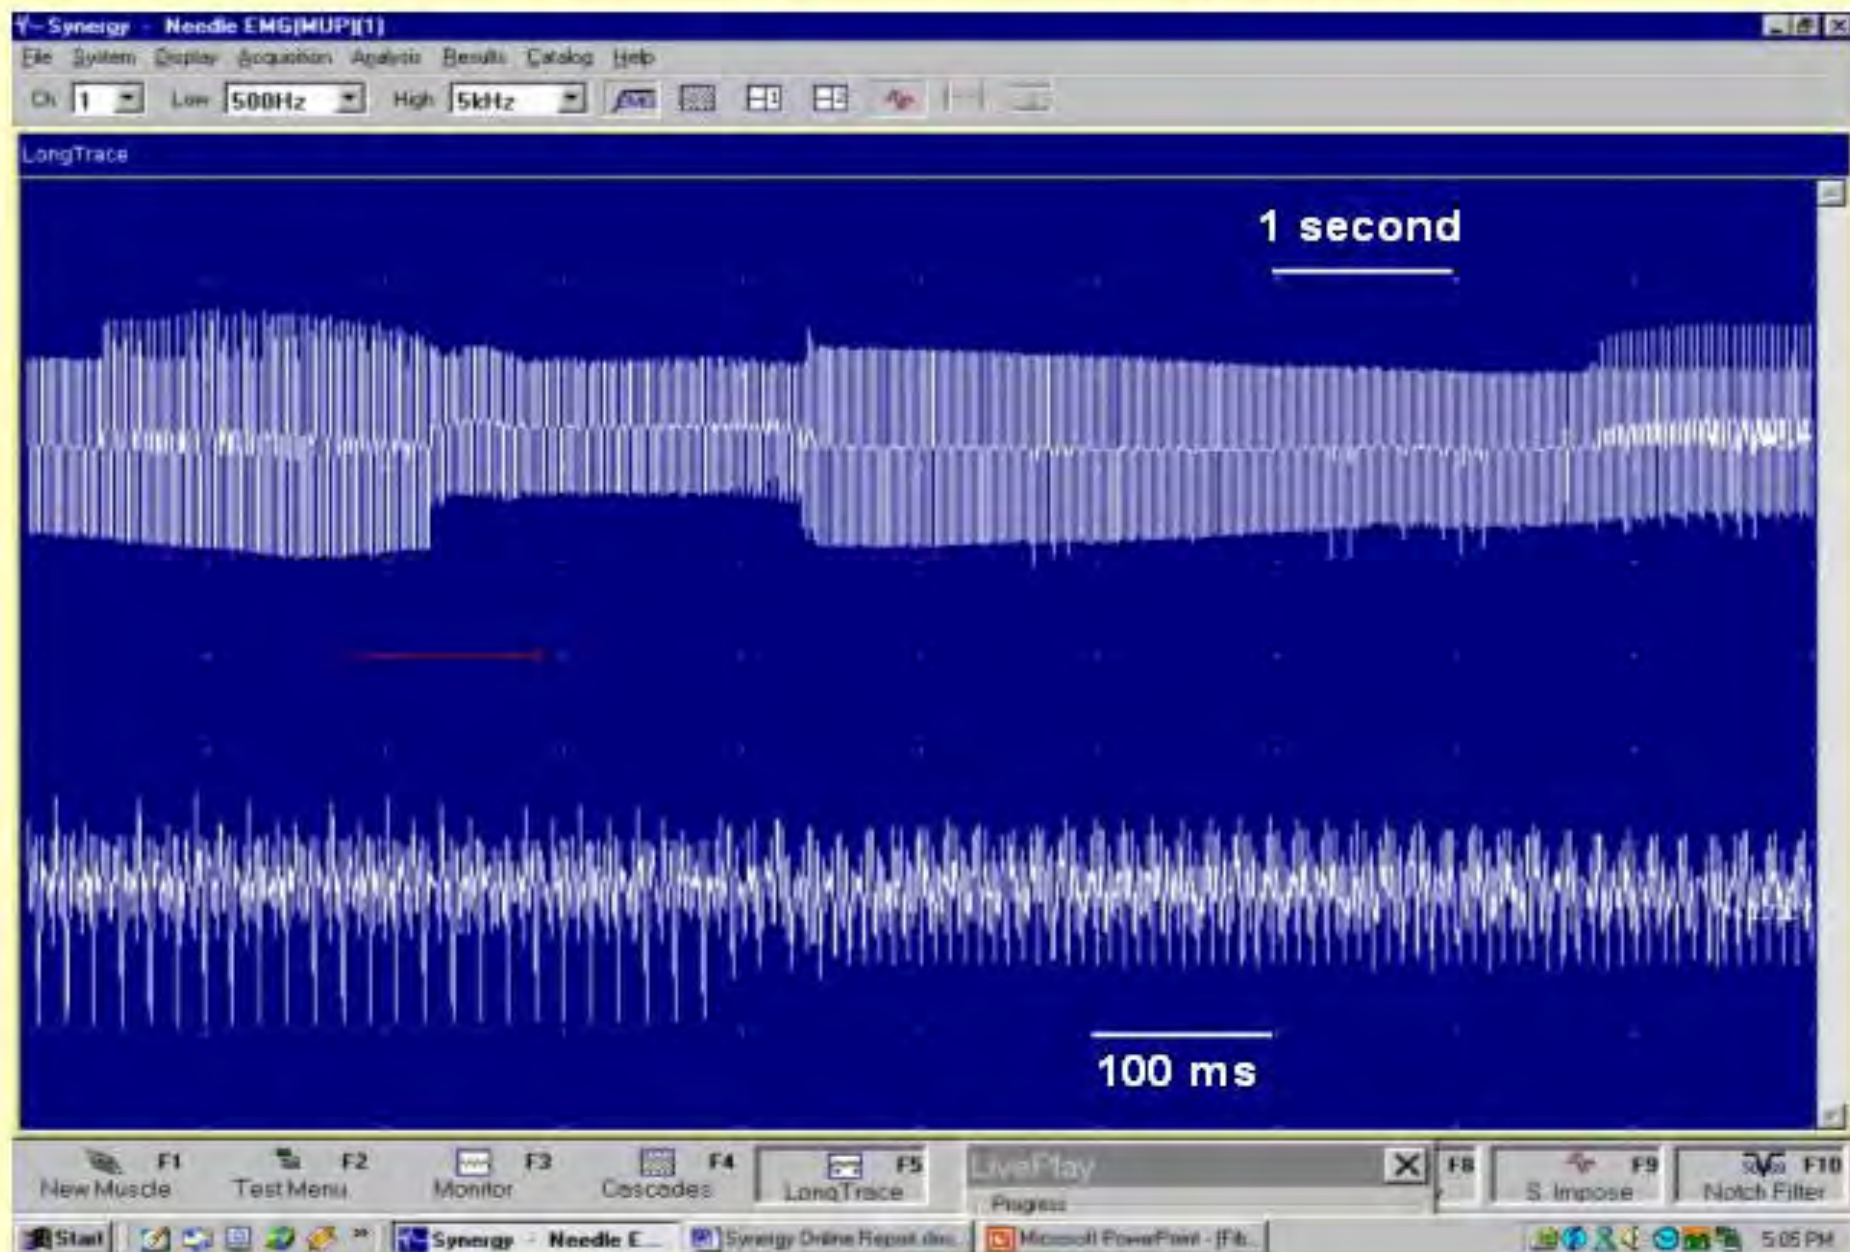 Synergy - Needle EMG(MUP)(1)
File System Display Acquisition Analysis Results Catalog Help
Ch 1 Low 500Hz High 5kHz
LongTrace
1 second
100 ms
F1 F2 F3 F4 F5 F8 F9 F10
New Muscle Test Menu Monitor Cascades LongTrace LivePlay S. Impose Notch Filter
Progress
Start Synergy - Needle E... Synergy Online Report.doc Microsoft PowerPoint - [Fib... 5:05 PM